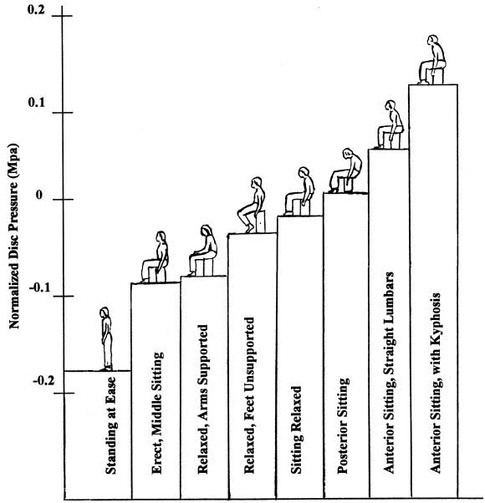 0.2
0.1
0
-0.1
-0.2
Normalized Disc Pressure (Mpa)
Standing at Ease
Erect, Middle Sitting
Relaxed, Arms Supported
Relaxed, Feet Unsupported
Sitting Relaxed
Posterior Sitting
Anterior Sitting, Straight Lumbars
Anterior Sitting, with Kyphosis